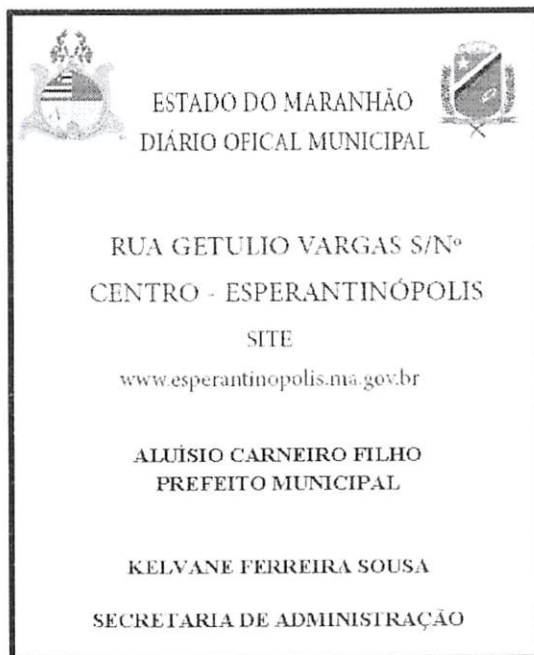 ESTADO DO MARANHÃO
DIÁRIO OFICAL MUNICIPAL
RUA GETULIO VARGAS S/Nº
CENTRO - ESPERANTINÓPOLIS
SITE
www.esperantinopolis.ma.gov.br
ALUÍSIO CARNEIRO FILHO
PREFEITO MUNICIPAL
KELVANE FERREIRA SOUSA
SECRETARIA DE ADMINISTRAÇÃO